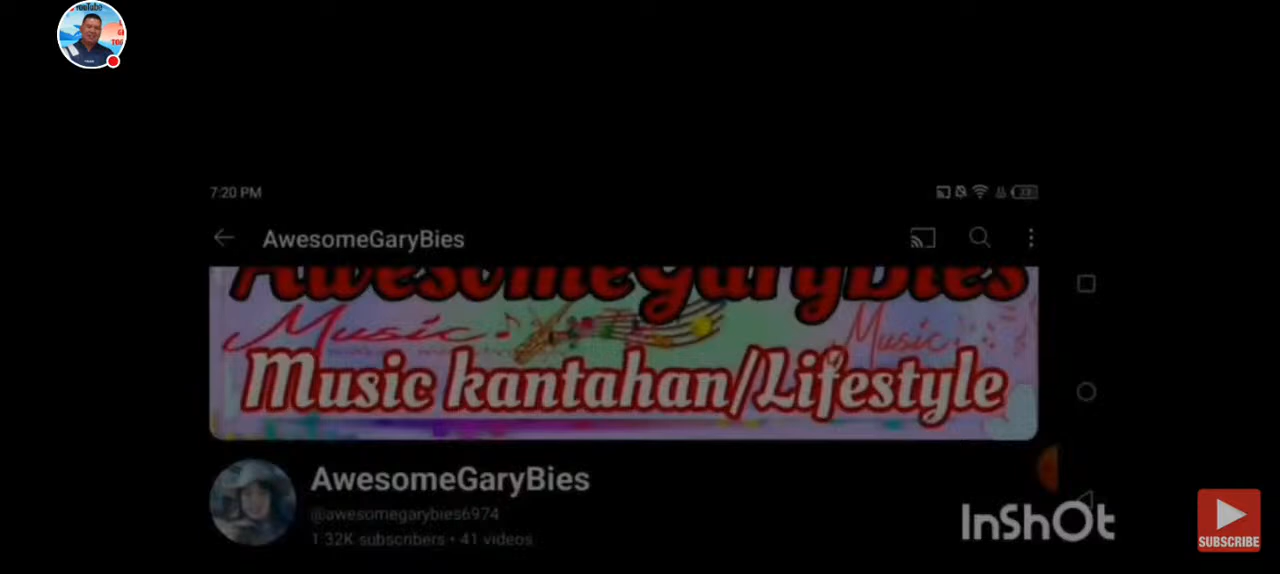 YouTube
7:20 PM
AwesomeGaryBies
AwesomeGaryBies
Music Music
Music kantahan/Lifestyle
AwesomeGaryBies
@awesomegarybies6974
1.32K subscribers • 41 videos
InShOt
SUBSCRIBE